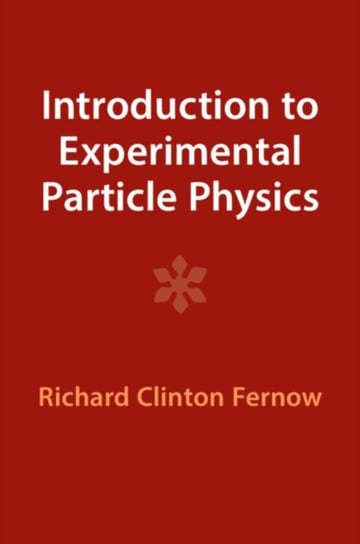 Introduction to
Experimental
Particle Physics
Richard Clinton Fernow